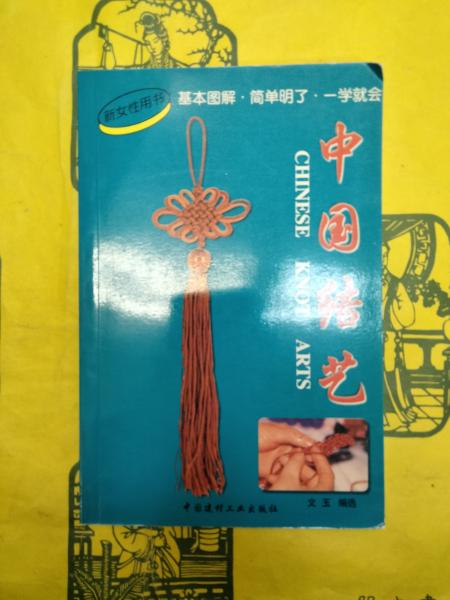 新女性用书
基本图解·简单明了·一学就会
中国结艺
CHINESE KNOT ARTS
文玉 编选
中国建材工业出版社